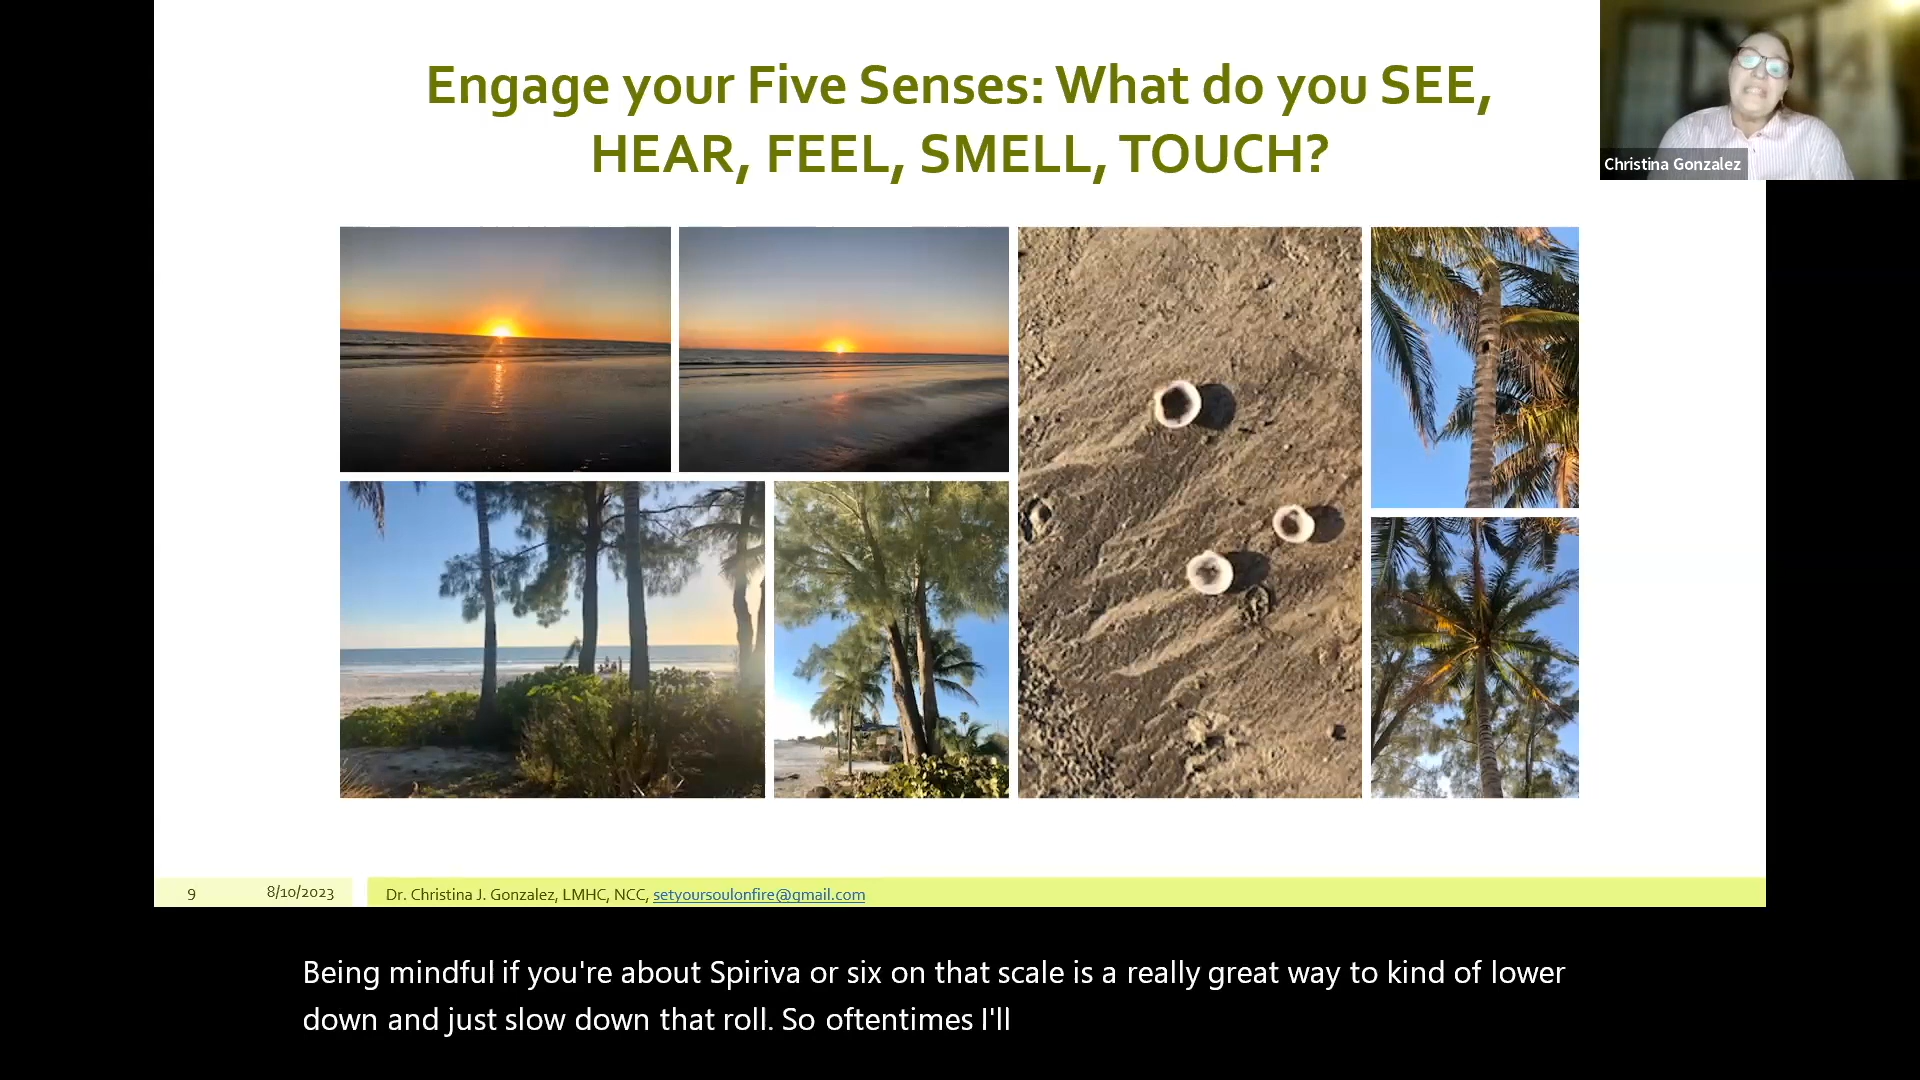 Engage your Five Senses: What do you SEE,
HEAR, FEEL, SMELL, TOUCH?
Christina Gonzalez
9 8/10/2023 Dr. Christina J. Gonzalez, LMHC, NCC, setyoursoulonfire@gmail.com
Being mindful if you're about Spiriva or six on that scale is a really great way to kind of lower
down and just slow down that roll. So oftentimes I'll